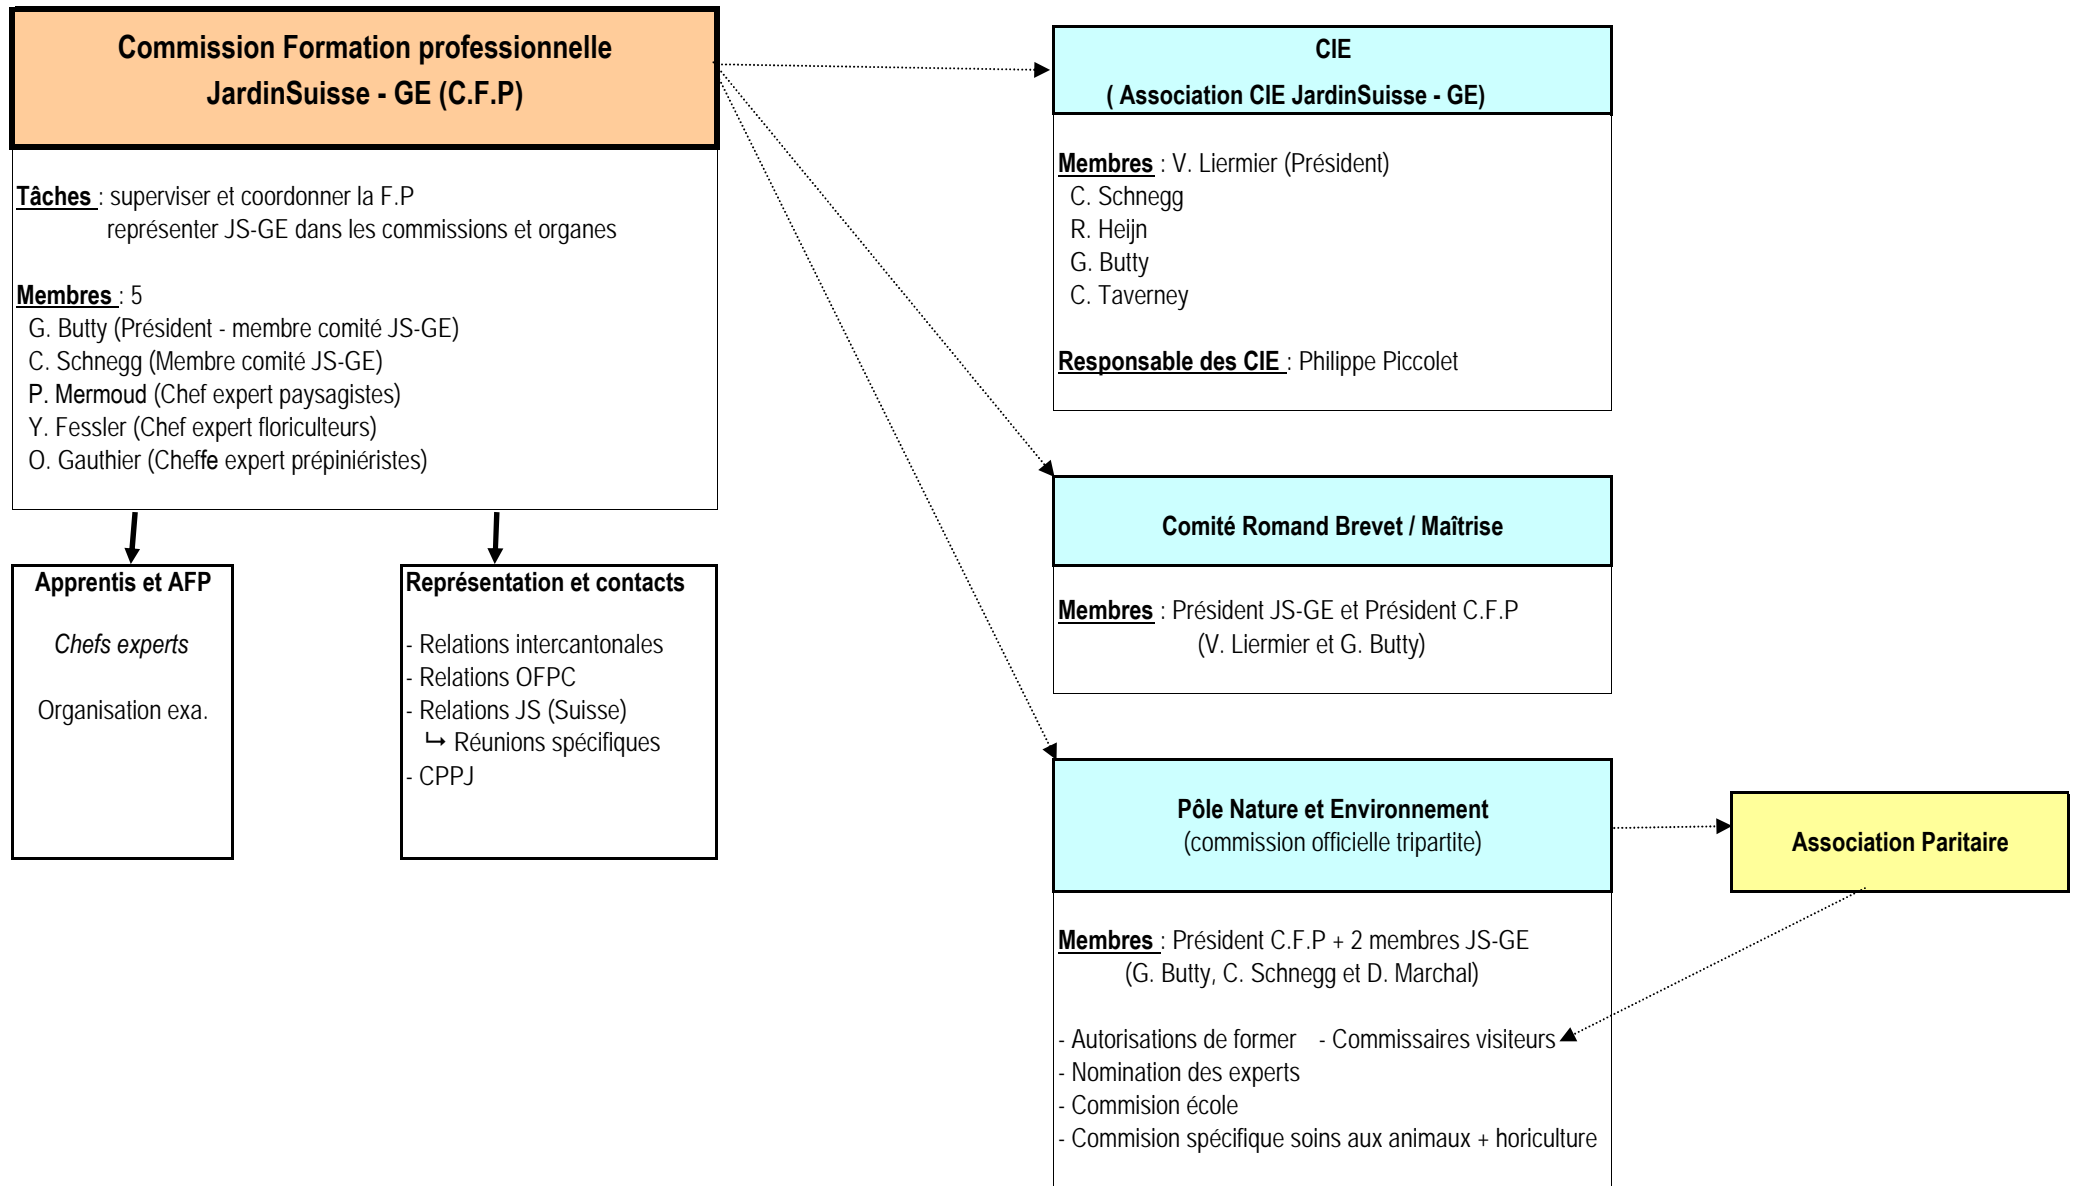 Commission Formation professionnelle
JardinSuisse - GE (C.F.P)
Tâches : superviser et coordonner la F.P
représenter JS-GE dans les commissions et organes
Membres : 5
G. Butty (Président - membre comité JS-GE)
C. Schnegg (Membre comité JS-GE)
P. Mermoud (Chef expert paysagistes)
Y. Fessler (Chef expert floriculteurs)
O. Gauthier (Cheffe expert prépiniéristes)
Apprentis et AFP
Chefs experts
Organisation exa.
Représentation et contacts
- Relations intercantonales
- Relations OFPC
- Relations JS (Suisse)
↳ Réunions spécifiques
- CPPJ
CIE
( Association CIE JardinSuisse - GE)
Membres : V. Liermier (Président)
C. Schnegg
R. Heijn
G. Butty
C. Taverney
Responsable des CIE : Philippe Piccolet
Comité Romand Brevet / Maîtrise
Membres : Président JS-GE et Président C.F.P
(V. Liermier et G. Butty)
Pôle Nature et Environnement
(commission officielle tripartite)
Membres : Président C.F.P + 2 membres JS-GE
(G. Butty, C. Schnegg et D. Marchal)
- Autorisations de former - Commissaires visiteurs
- Nomination des experts
- Commision école
- Commision spécifique soins aux animaux + horiculture
Association Paritaire